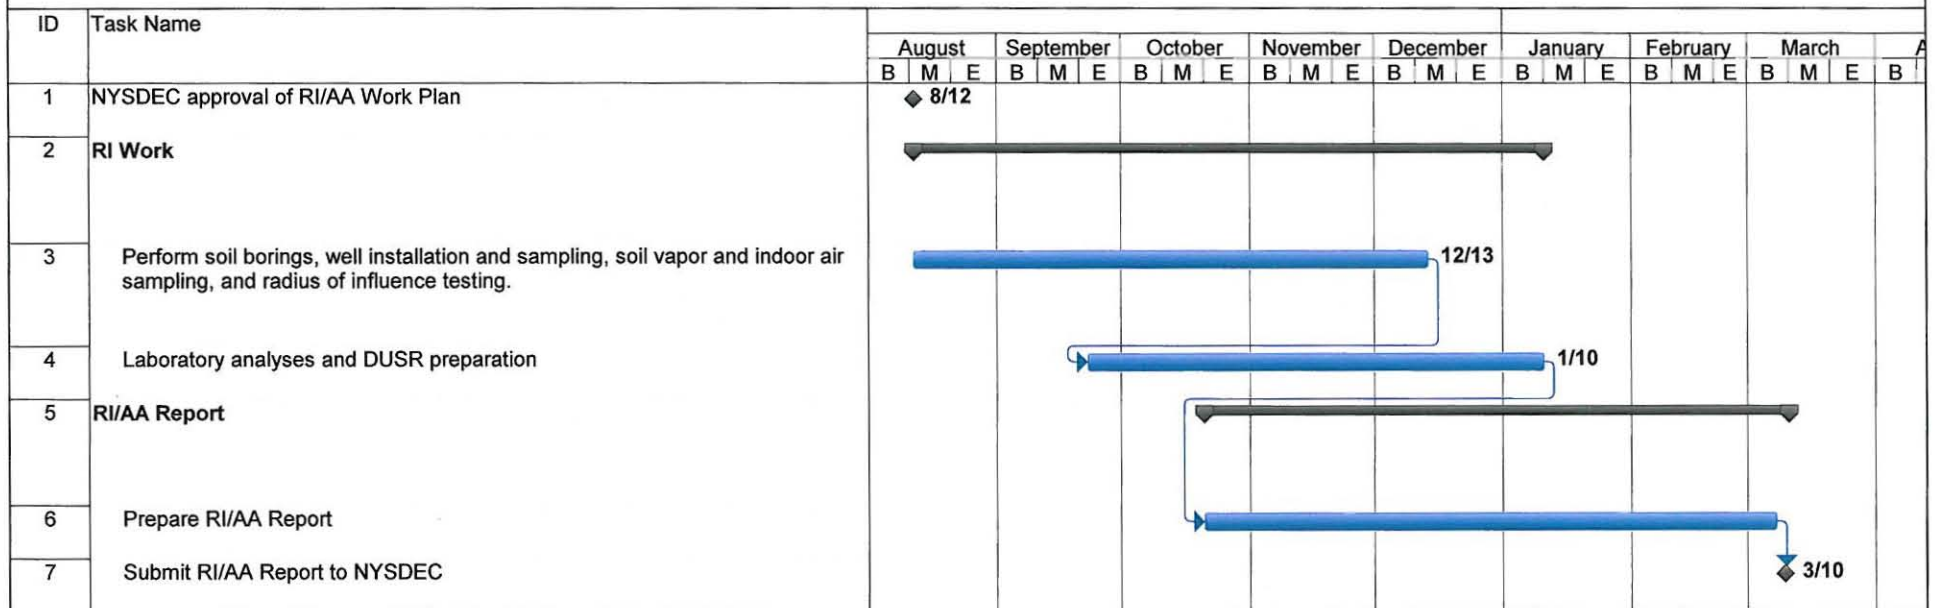 ID Task Name
August September October November December January February March A
B M E B M E B M E B M E B M E B M E B M E B M E B
1 NYSDEC approval of RI/AA Work Plan 8/12
2 RI Work
3 Perform soil borings, well installation and sampling, soil vapor and indoor air 12/13
sampling, and radius of influence testing.
4 Laboratory analyses and DUSR preparation 1/10
5 RI/AA Report
6 Prepare RI/AA Report
7 Submit RI/AA Report to NYSDEC 3/10